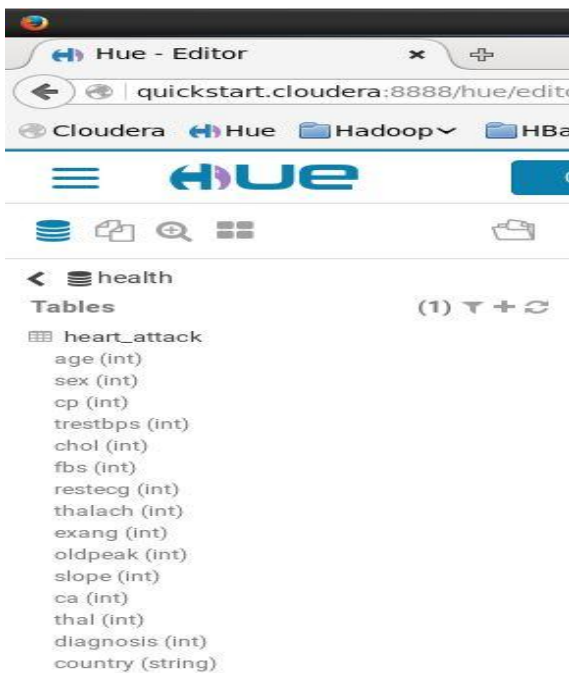 Hue - Editor
quickstart.cloudera:8888/hue/edito
Cloudera Hue Hadoop HBa
HUE
health
Tables (1)
heart_attack
age (int)
sex (int)
cp (int)
trestbps (int)
chol (int)
fbs (int)
restecg (int)
thalach (int)
exang (int)
oldpeak (int)
slope (int)
ca (int)
thal (int)
diagnosis (int)
country (string)